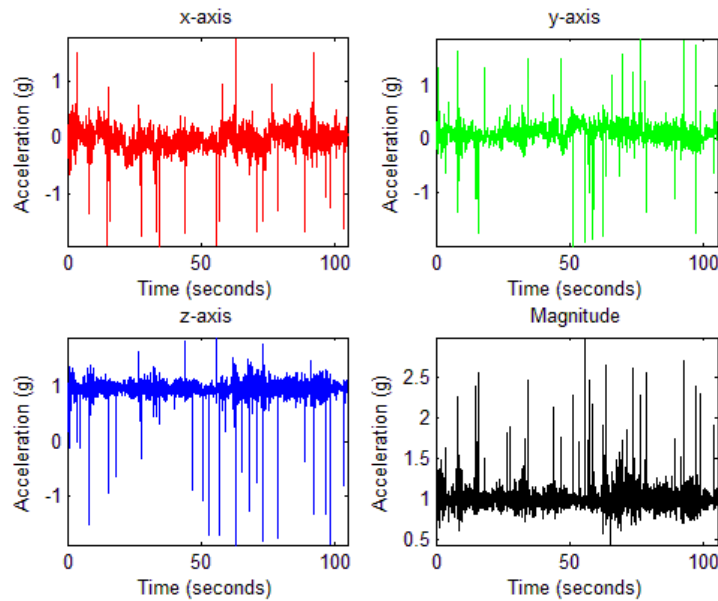 x-axis
y-axis
Acceleration (g)
1
0
-1
0
50
100
Time (seconds)
Acceleration (g)
1
0
-1
0
50
100
Time (seconds)
z-axis
Magnitude
Acceleration (g)
1
0
-1
0
50
100
Time (seconds)
Acceleration (g)
2.5
2
1.5
1
0.5
0
50
100
Time (seconds)